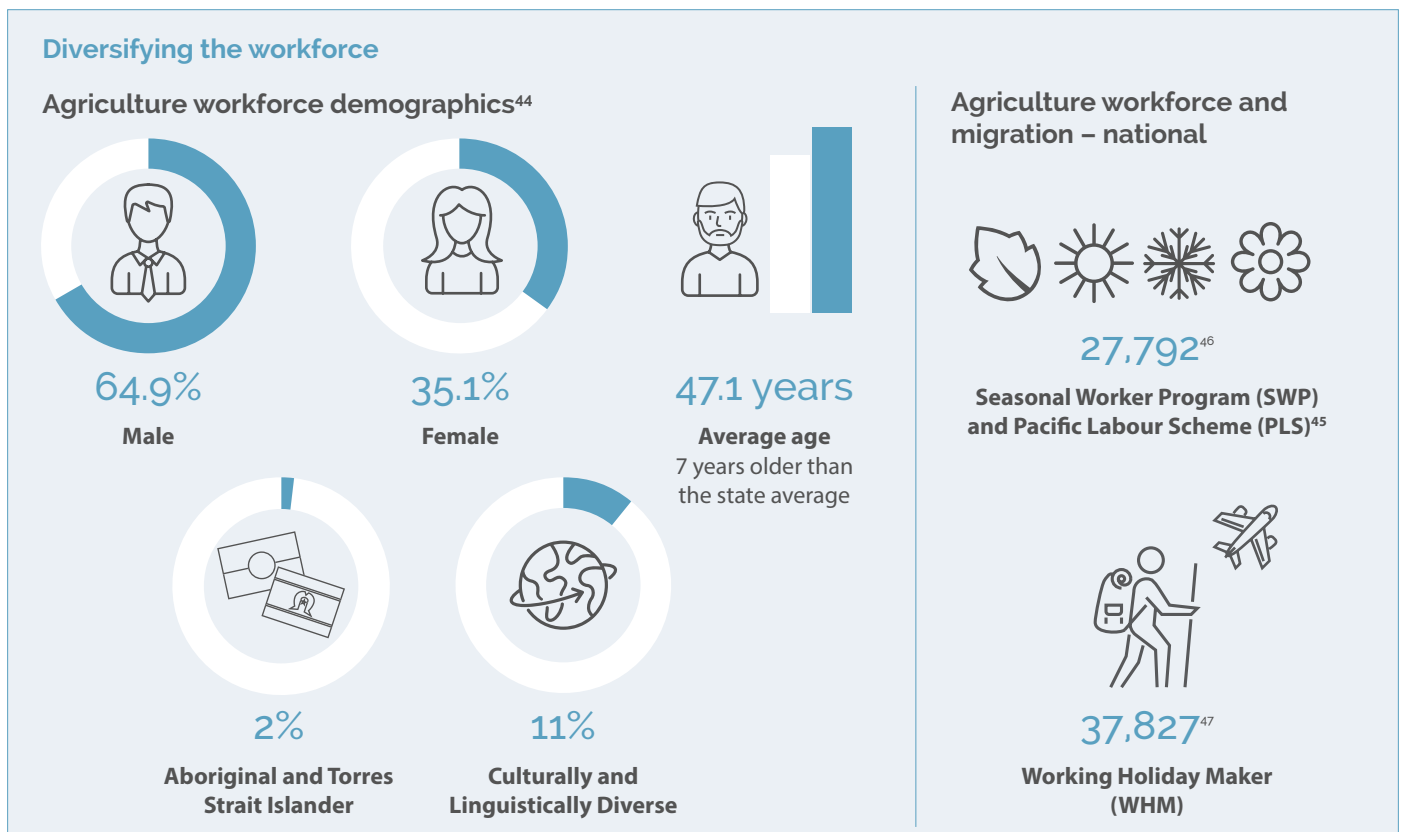 Diversifying the workforce
Agriculture workforce demographics⁴⁴
64.9%
Male
35.1%
Female
47.1 years
Average age
7 years older than
the state average
2%
Aboriginal and Torres
Strait Islander
11%
Culturally and
Linguistically Diverse
Agriculture workforce and
migration – national
27,792⁴⁶
Seasonal Worker Program (SWP)
and Pacific Labour Scheme (PLS)⁴⁵
37,827⁴⁷
Working Holiday Maker
(WHM)